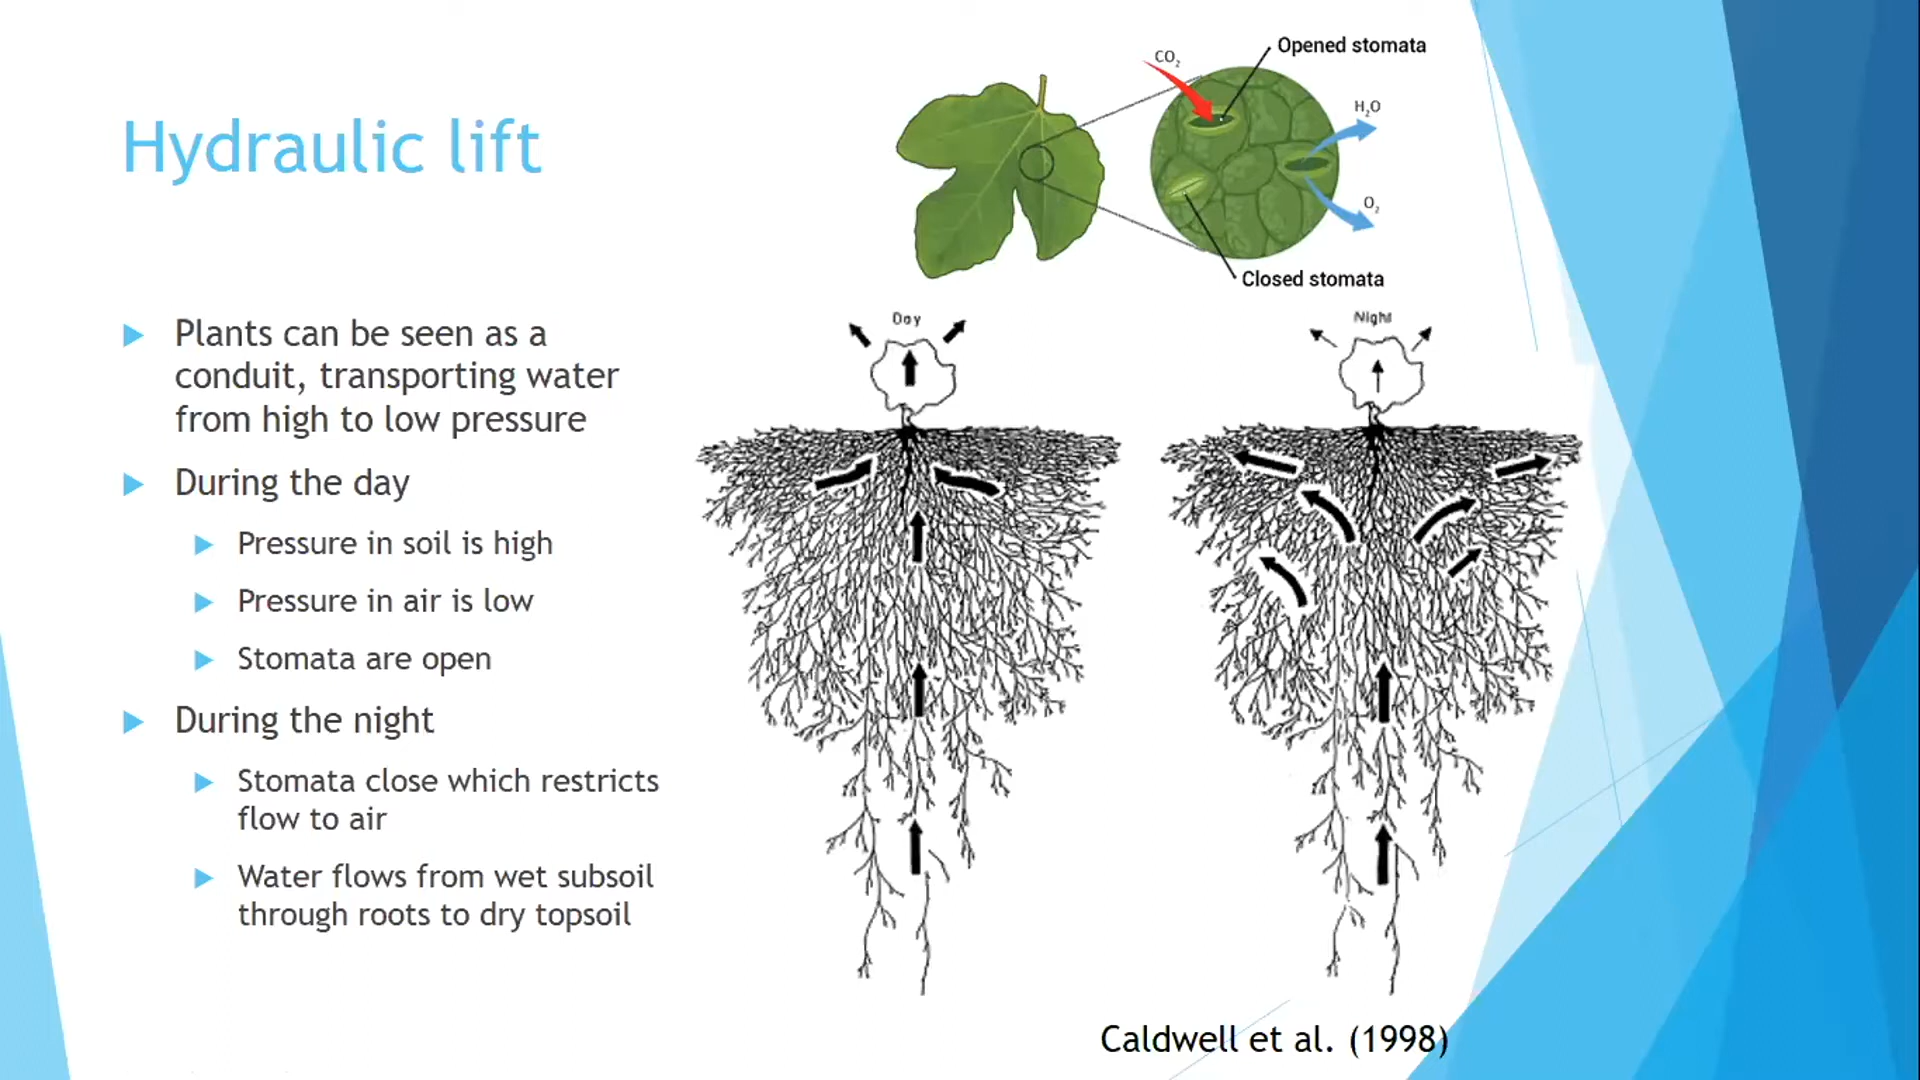 Hydraulic lift
Plants can be seen as a
conduit, transporting water
from high to low pressure
During the day
Pressure in soil is high
Pressure in air is low
Stomata are open
During the night
Stomata close which restricts
flow to air
Water flows from wet subsoil
through roots to dry topsoil
Opened stomata
CO₂
H₂O
O₂
Closed stomata
Day
Night
Caldwell et al. (1998)